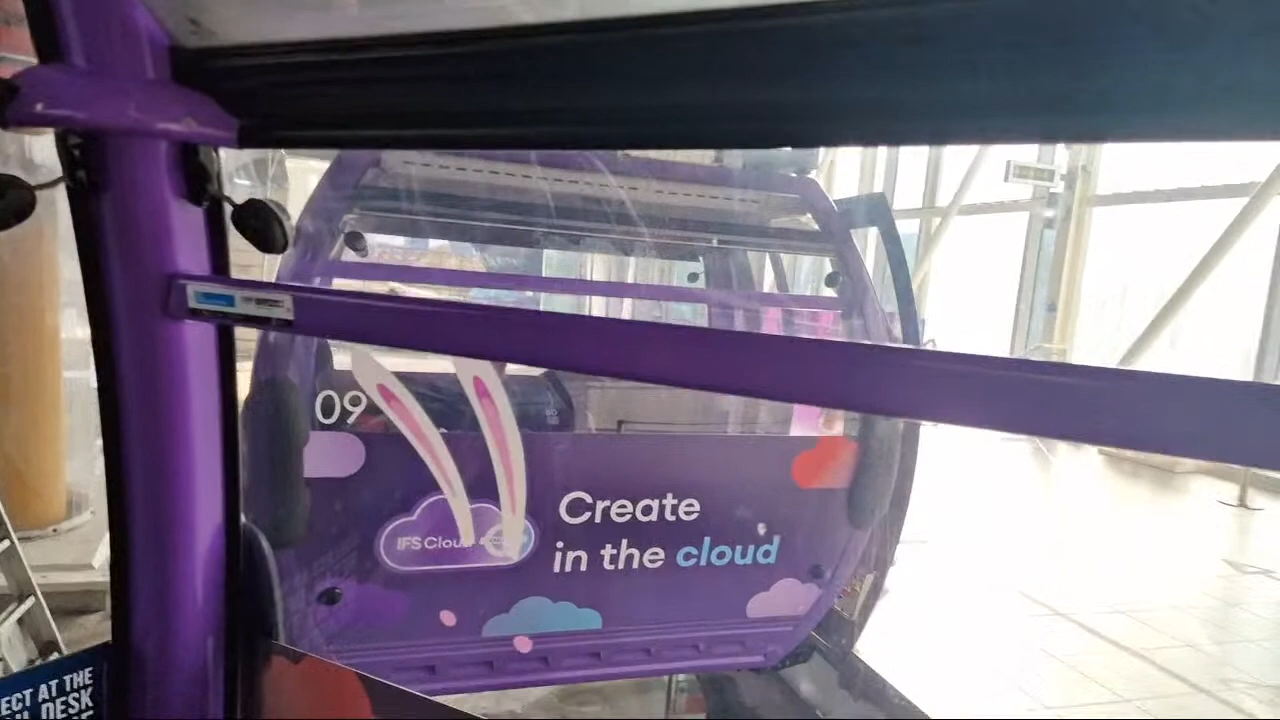 09
IFS Cloud
Create
in the cloud
ECT AT THE
DESK